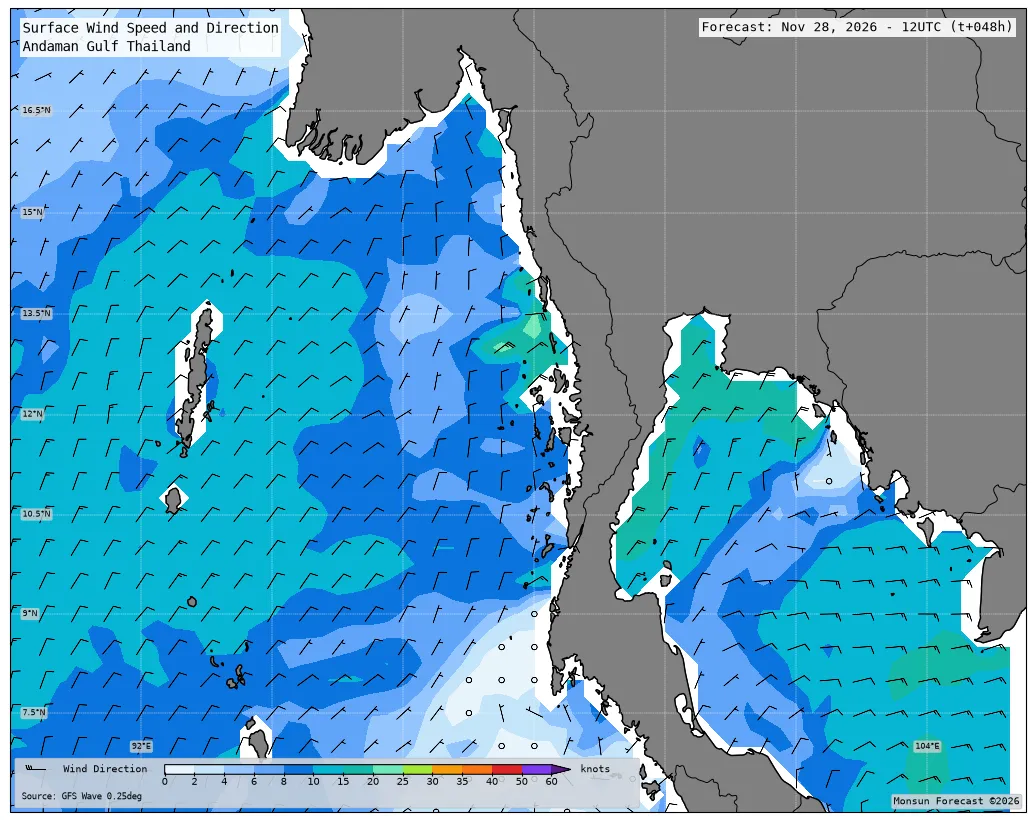 Surface Wind Speed and Direction
Andaman Gulf Thailand
Forecast: Nov 28, 2026 - 12UTC (t+048h)
16.5°N
15°N
13.5°N
12°N
10.5°N
9°N
7.5°N
92°E
104°E
Wind Direction
0 2 4 6 8 10 15 20 25 30 35 40 50 60
knots
Source: GFS Wave 0.25deg
Monsun Forecast ©2026